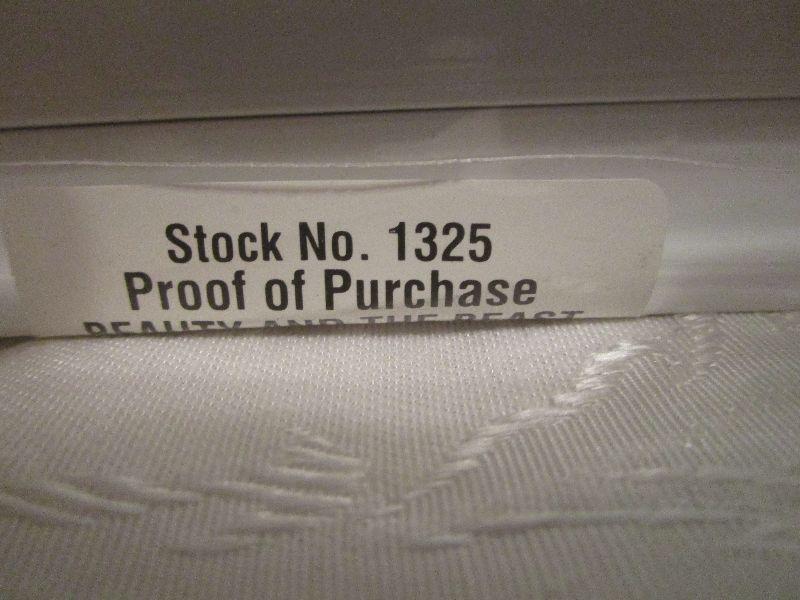 Stock No. 1325
Proof of Purchase
BEAUTY AND THE BEAST